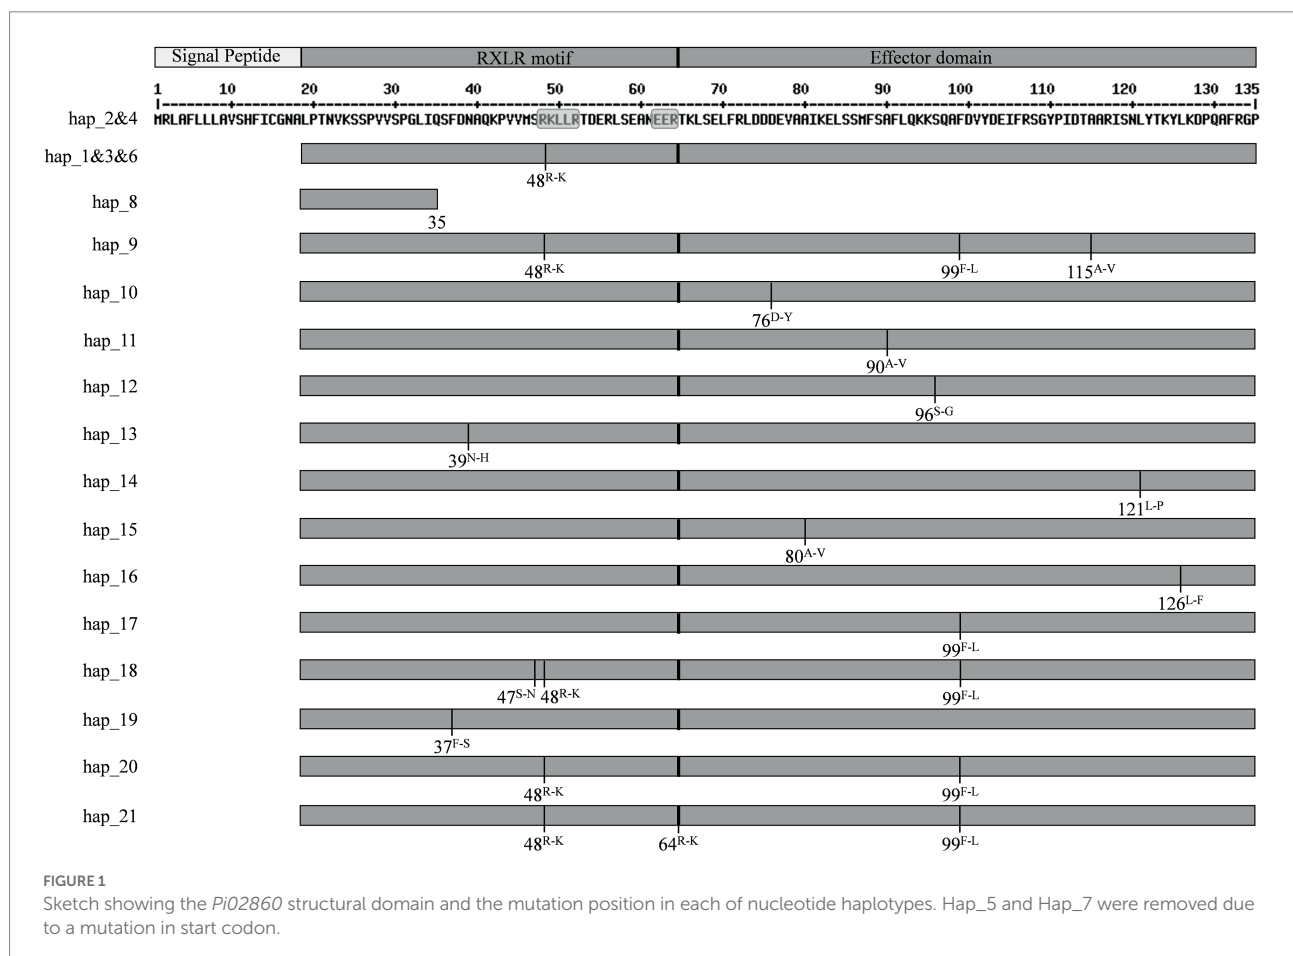 Signal Peptide RXLR motif Effector domain
1 10 20 30 40 50 60 70 80 90 100 110 120 130 135
hap_2&4 MRLAFLLLAVSHFICGNALPTNVKSSPVVSPGLIQSFDNAQKPVVMSRKLLRTDERLSEANEERTKLSELFRLDDDEVAAIKELSSMFSAFLQKKSQAFDVYDEIFRSGYPIDTAARISNLYTKYLKDPQAFRGP
hap_1&3&6
48R-K
hap_8
35
hap_9
48R-K 99F-L 115A-V
hap_10
76D-Y
hap_11
90A-V
hap_12
96S-G
hap_13
39N-H
hap_14
121L-P
hap_15
80A-V
hap_16
126L-F
hap_17
99F-L
hap_18
47S-N 48R-K 99F-L
hap_19
37F-S
hap_20
48R-K 99F-L
hap_21
48R-K 64R-K 99F-L
FIGURE 1
Sketch showing the Pi02860 structural domain and the mutation position in each of nucleotide haplotypes. Hap_5 and Hap_7 were removed due
to a mutation in start codon.